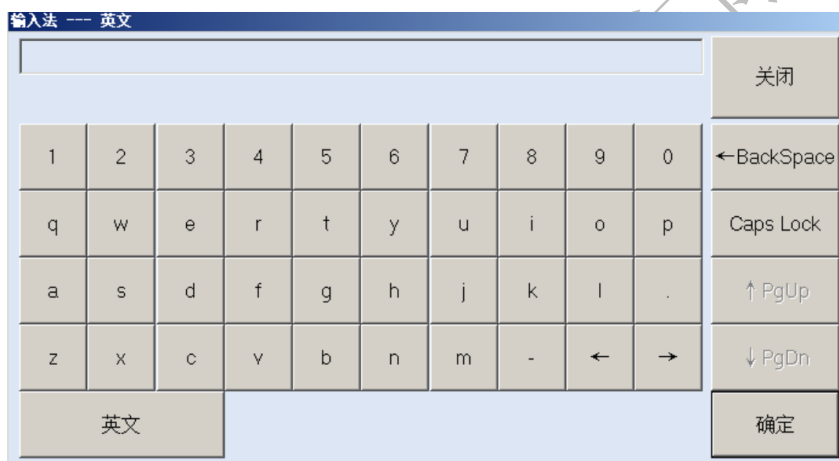 输入法 --- 英文
关闭
1 2 3 4 5 6 7 8 9 0 ←BackSpace
q w e r t y u i o p Caps Lock
a s d f g h j k l . ↑ PgUp
z x c v b n m - ← → ↓ PgDn
英文 确定